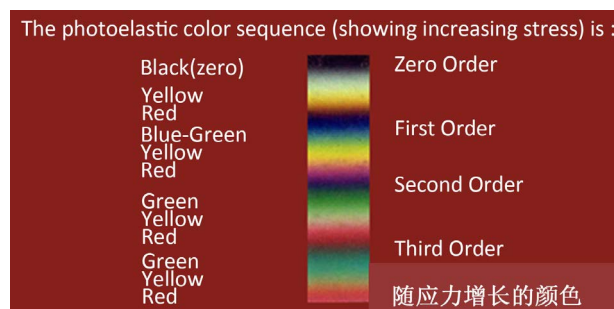 The photoelastic color sequence (showing increasing stress) is :
Black(zero)
Zero Order
Yellow
Red
Blue-Green
First Order
Yellow
Red
Second Order
Green
Yellow
Red
Third Order
Green
Yellow
Red
随应力增长的颜色